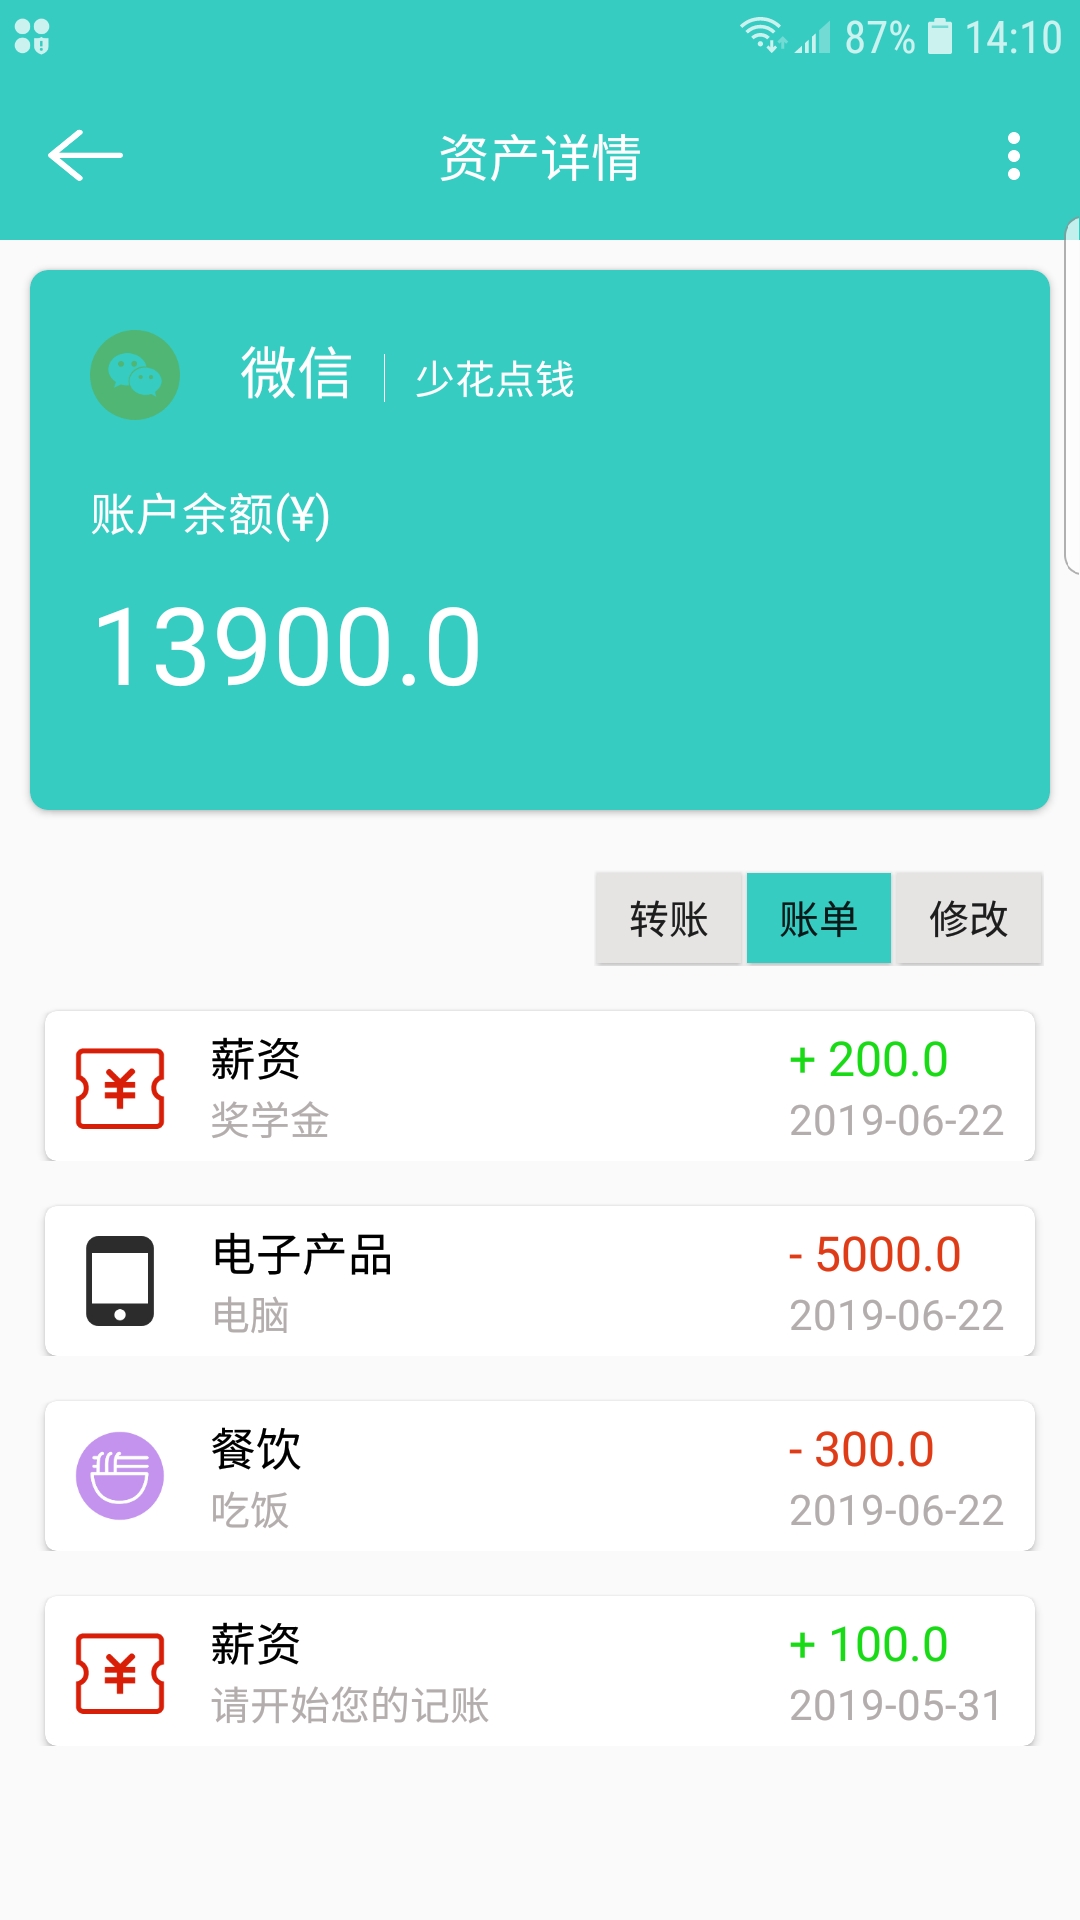 87% 14:10
资产详情
微信 少花点钱
账户余额(¥)
13900.0
转账 账单 修改
薪资 + 200.0
奖学金 2019-06-22
电子产品 - 5000.0
电脑 2019-06-22
餐饮 - 300.0
吃饭 2019-06-22
薪资 + 100.0
请开始您的记账 2019-05-31